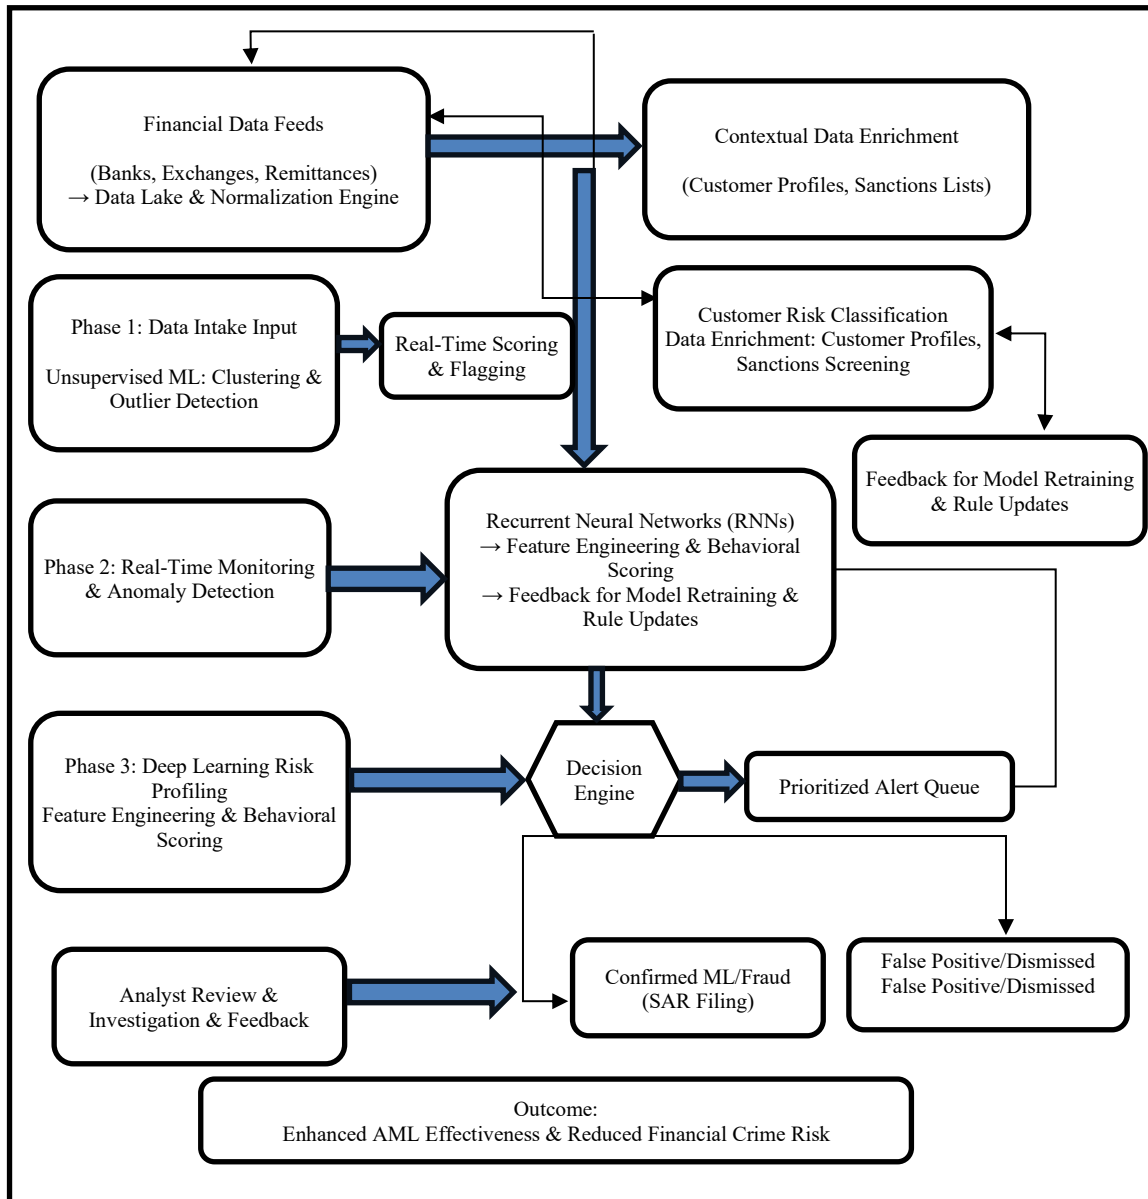 Financial Data Feeds
(Banks, Exchanges, Remittances)
→ Data Lake & Normalization Engine
Contextual Data Enrichment
(Customer Profiles, Sanctions Lists)
Phase 1: Data Intake Input
Unsupervised ML: Clustering &
Outlier Detection
Real-Time Scoring
& Flagging
Customer Risk Classification
Data Enrichment: Customer Profiles,
Sanctions Screening
Feedback for Model Retraining
& Rule Updates
Phase 2: Real-Time Monitoring
& Anomaly Detection
Recurrent Neural Networks (RNNs)
→ Feature Engineering & Behavioral
Scoring
→ Feedback for Model Retraining &
Rule Updates
Phase 3: Deep Learning Risk
Profiling
Feature Engineering & Behavioral
Scoring
Decision
Engine
Prioritized Alert Queue
Analyst Review &
Investigation & Feedback
Confirmed ML/Fraud
(SAR Filing)
False Positive/Dismissed
False Positive/Dismissed
Outcome:
Enhanced AML Effectiveness & Reduced Financial Crime Risk